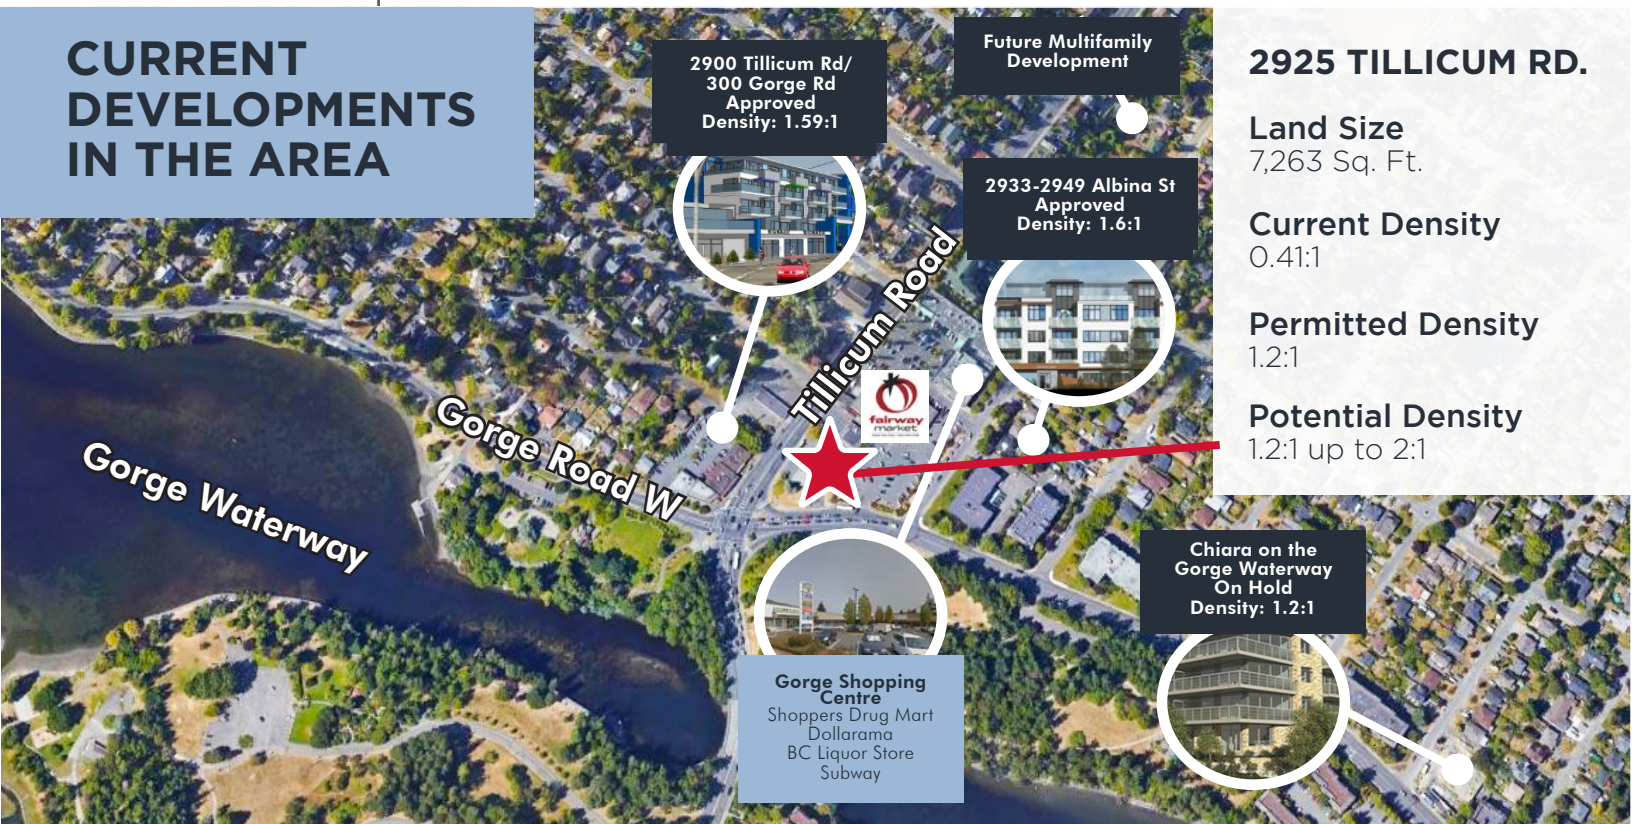 CURRENT
DEVELOPMENTS
IN THE AREA
2900 Tillicum Rd/
300 Gorge Rd
Approved
Density: 1.59:1
Future Multifamily
Development
2933-2949 Albina St
Approved
Density: 1.6:1
2925 TILLICUM RD.
Land Size
7,263 Sq. Ft.
Current Density
0.41:1
Permitted Density
1.2:1
Potential Density
1.2:1 up to 2:1
Tillicum Road
fairway
market
Gorge Road W
Gorge Waterway
Gorge Shopping
Centre
Shoppers Drug Mart
Dollarama
BC Liquor Store
Subway
Chiara on the
Gorge Waterway
On Hold
Density: 1.2:1